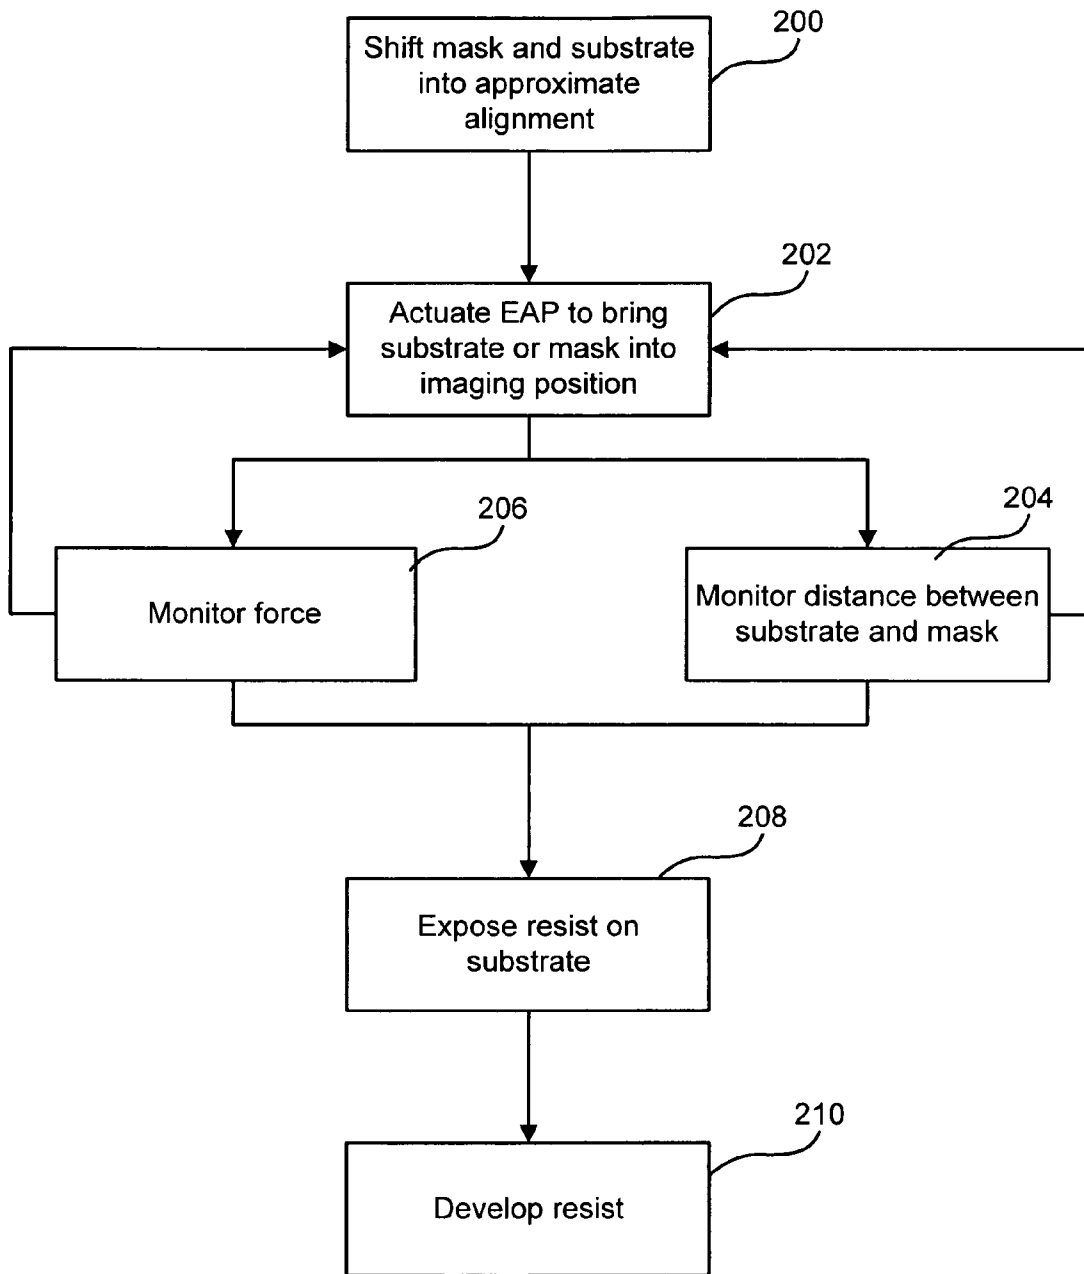 200
Shift mask and substrate
into approximate
alignment
202
Actuate EAP to bring
substrate or mask into
imaging position
206
204
Monitor force
Monitor distance between
substrate and mask
208
Expose resist on
substrate
210
Develop resist